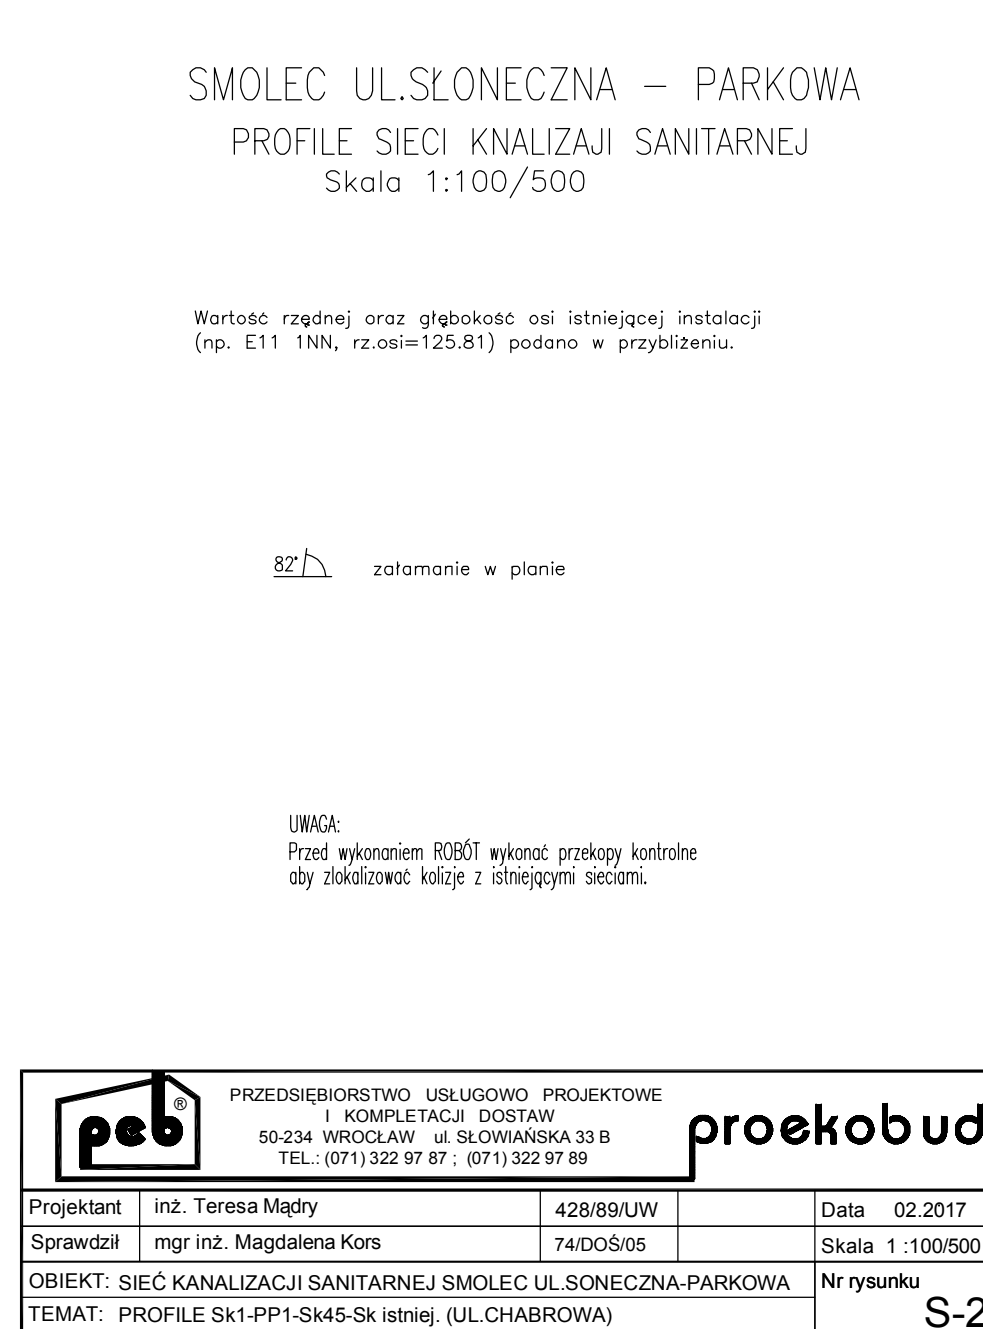 SMOLEC UL.SŁONECZNA – PARKOWA
PROFILE SIECI KNALIZAJI SANITARNEJ
Skala 1:100/500
Wartość rzędnej oraz głębokość osi istniejącej instalacji
(np. E11 1NN, rz.osi=125.81) podano w przybliżeniu.
82° załamanie w planie
UWAGA:
Przed wykonaniem ROBÓT wykonać przekopy kontrolne
aby zlokalizować kolizje z istniejącymi sieciami.
peb ®
PRZEDSIĘBIORSTWO USŁUGOWO PROJEKTOWE
I KOMPLETACJI DOSTAW
50-234 WROCŁAW ul. SŁOWIAŃSKA 33 B
TEL.: (071) 322 97 87 ; (071) 322 97 89
proekobud
Projektant inż. Teresa Mądry 428/89/UW Data 02.2017
Sprawdził mgr inż. Magdalena Kors 74/DOŚ/05 Skala 1 :100/500
OBIEKT: SIEĆ KANALIZACJI SANITARNEJ SMOLEC UL.SONECZNA-PARKOWA Nr rysunku
TEMAT: PROFILE Sk1-PP1-Sk45-Sk istniej. (UL.CHABROWA) S-2